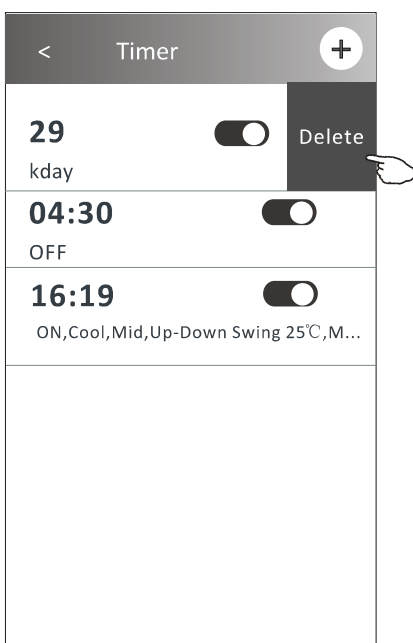 < Timer +
29
Delete
kday
04:30
OFF
16:19
ON,Cool,Mid,Up-Down Swing 25℃,M...